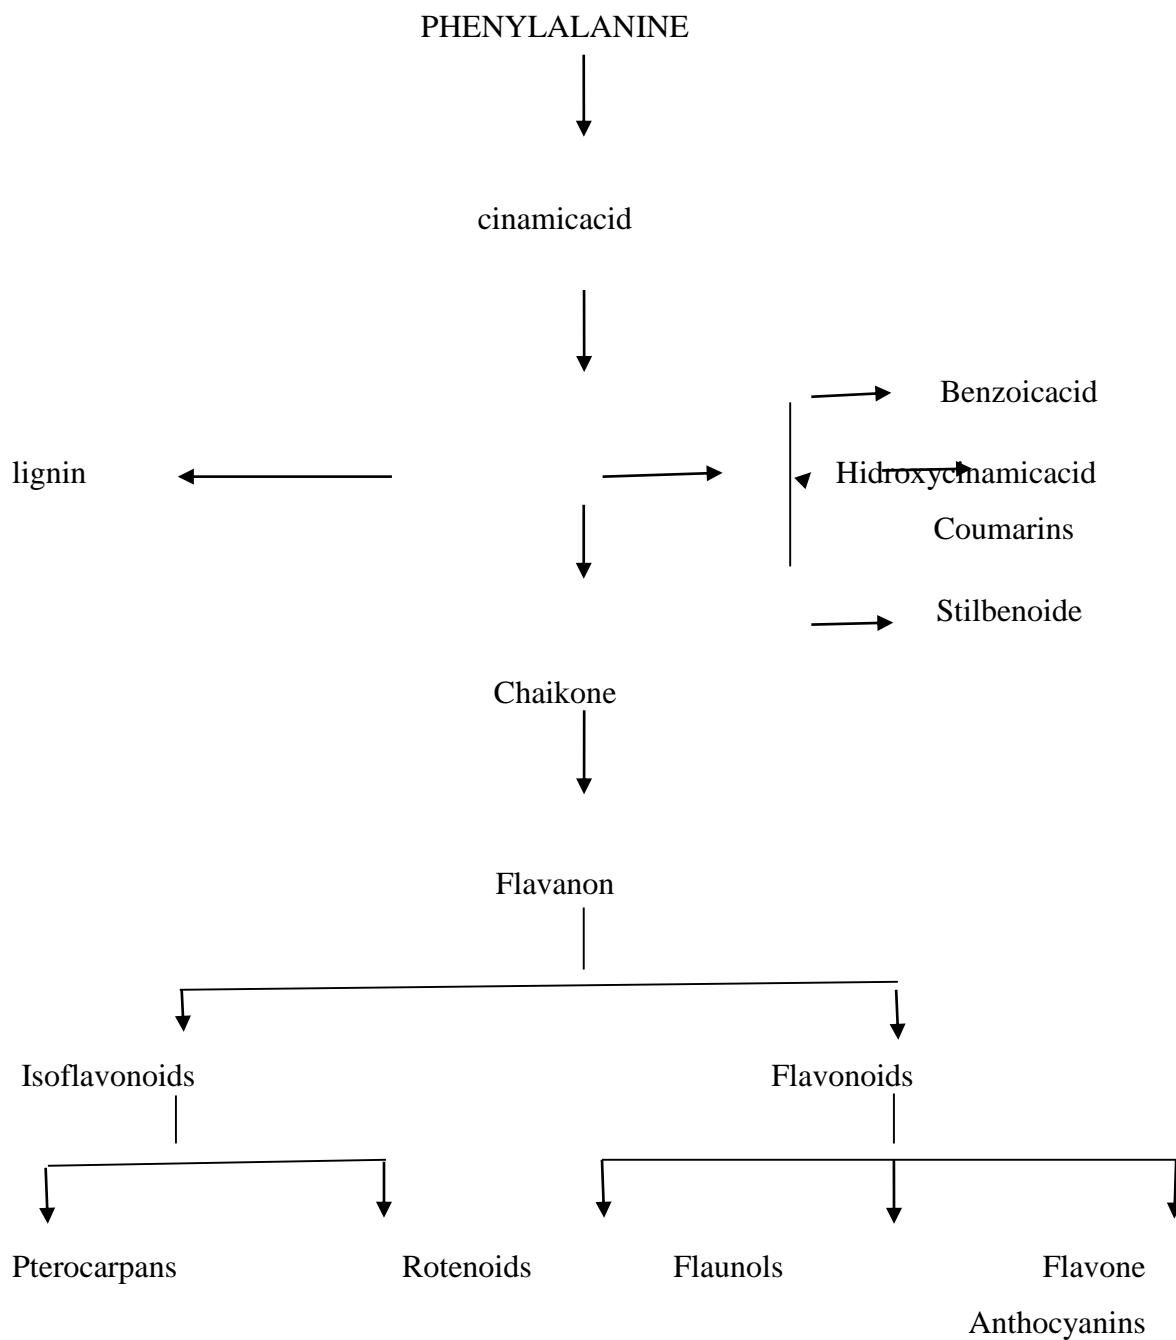 PHENYLALANINE
cinamicacid
Benzoicacid
lignin
Hidroxycinamicacid
Coumarins
Stilbenoide
Chaikone
Flavanon
Isoflavonoids
Flavonoids
Pterocarpans
Rotenoids
Flaunols
Flavone
Anthocyanins